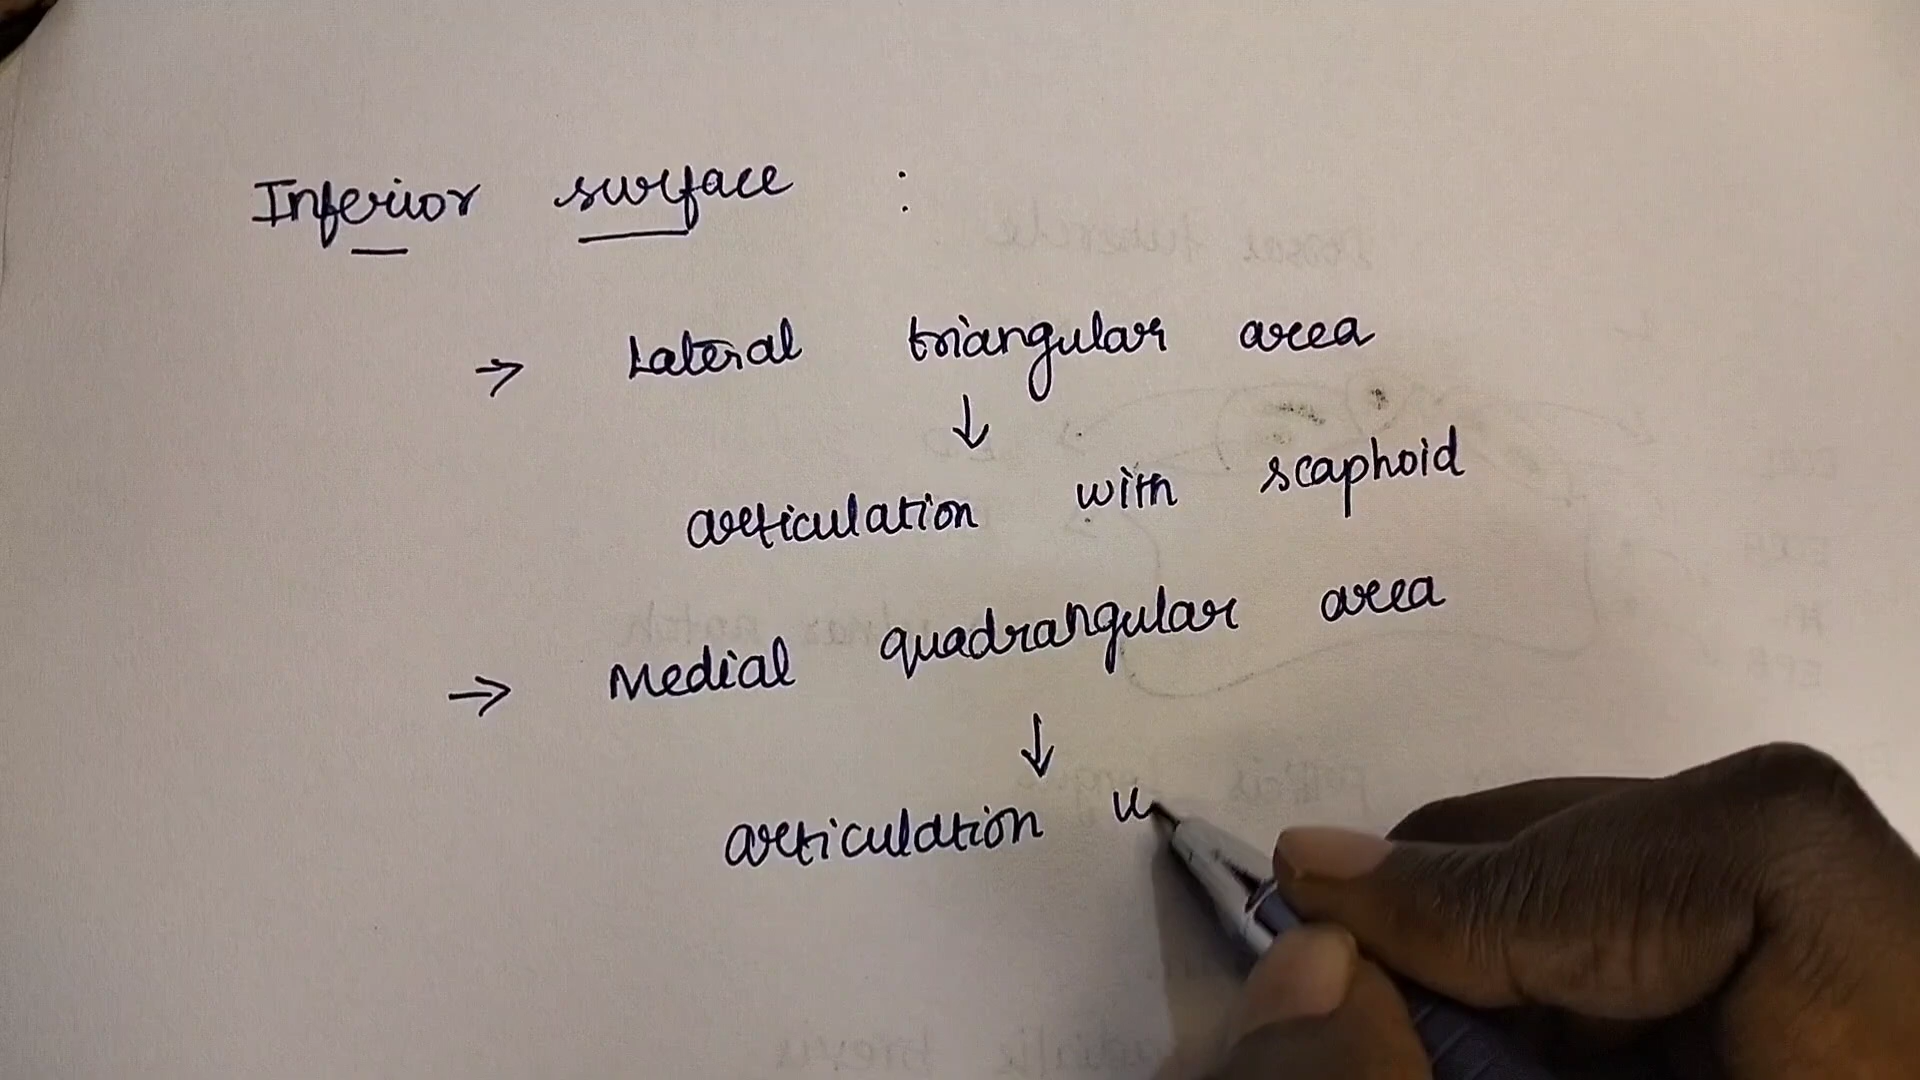 Inferior surface :
→ Lateral triangular area
↓
articulation with scaphoid
→ Medial quadrangular area
↓
articulation w